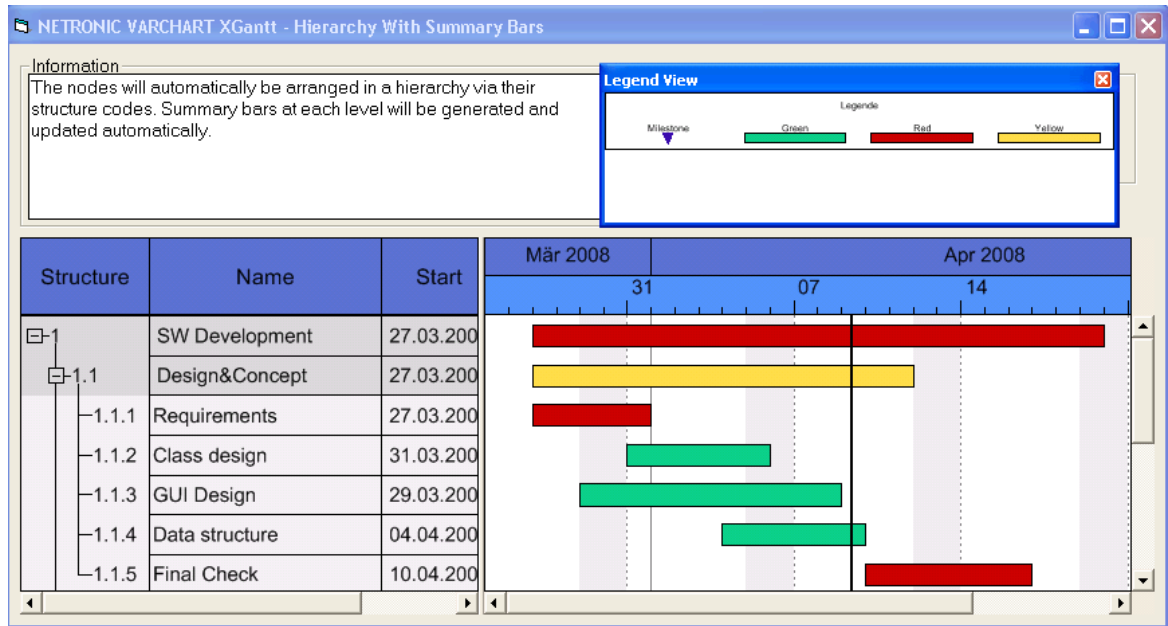 NETRONIC VARCHART XGantt - Hierarchy With Summary Bars
Information
The nodes will automatically be arranged in a hierarchy via their
structure codes. Summary bars at each level will be generated and
updated automatically.
Legend View
Legende
Milestone Green Red Yellow
Structure Name Start
Mär 2008 Apr 2008
31 07 14
1 SW Development 27.03.200
1.1 Design&Concept 27.03.200
1.1.1 Requirements 27.03.200
1.1.2 Class design 31.03.200
1.1.3 GUI Design 29.03.200
1.1.4 Data structure 04.04.200
1.1.5 Final Check 10.04.200